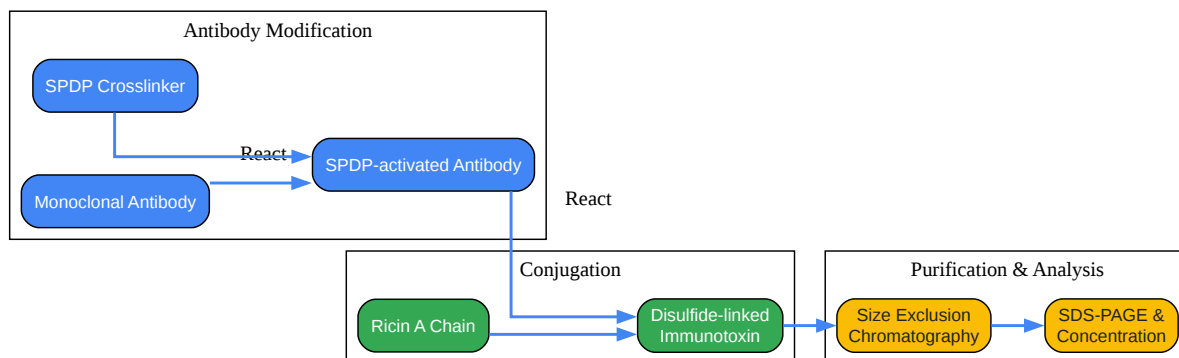 Antibody Modification
SPDP Crosslinker
React
SPDP-activated Antibody
Monoclonal Antibody
React
Conjugation
Ricin A Chain
Disulfide-linked
Immunotoxin
Purification & Analysis
Size Exclusion
Chromatography
SDS-PAGE &
Concentration